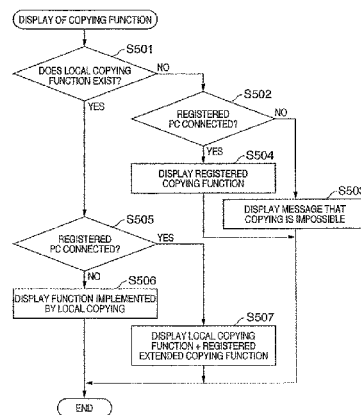 DISPLAY OF COPYING FUNCTION
S501
DOES LOCAL COPYING
FUNCTION EXIST?
NO
YES
S502
REGISTERED
PC CONNECTED?
NO
YES
S504
DISPLAY REGISTERED
COPYING FUNCTION
S503
DISPLAY MESSAGE THAT
COPYING IS IMPOSSIBLE
S505
REGISTERED
PC CONNECTED?
YES
NO
S506
DISPLAY FUNCTION IMPLEMENTED
BY LOCAL COPYING
S507
DISPLAY LOCAL COPYING
FUNCTION + REGISTERED
EXTENDED COPYING FUNCTION
END